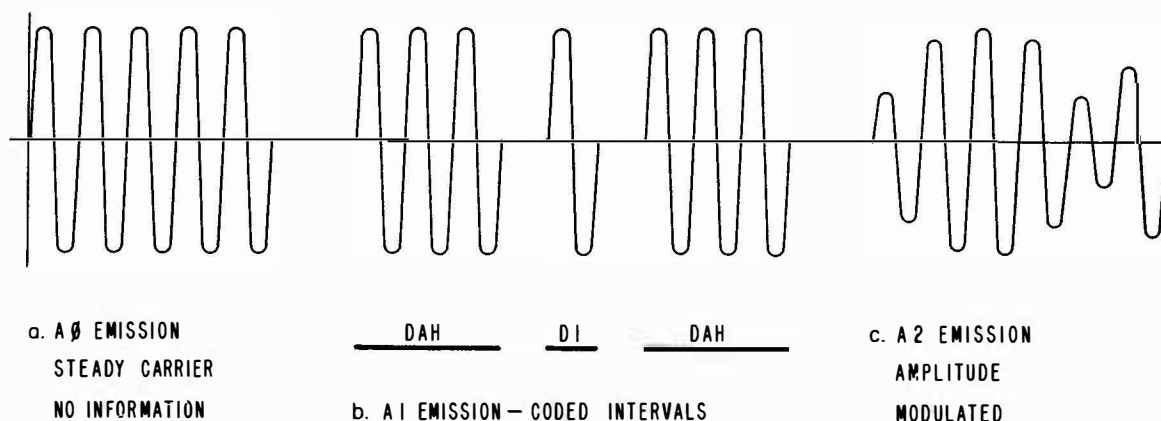 a. AØ EMISSION
STEADY CARRIER
NO INFORMATION
DAH DI DAH
b. A1 EMISSION — CODED INTERVALS
c. A2 EMISSION
AMPLITUDE
MODULATED